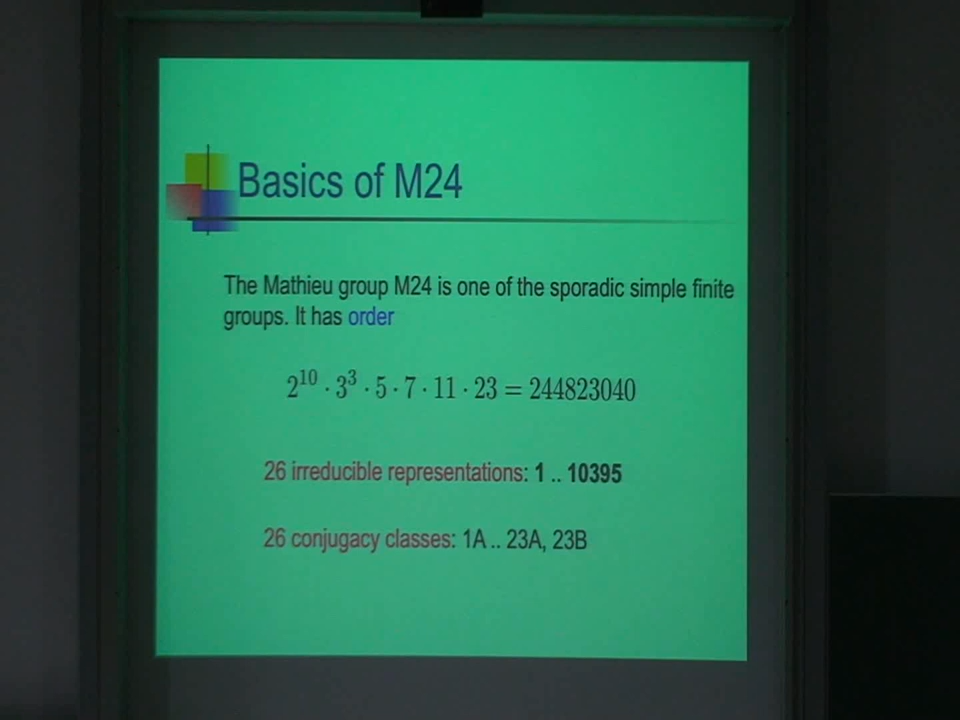 Basics of M24
The Mathieu group M24 is one of the sporadic simple finite
groups. It has order
2^10 · 3^3 · 5 · 7 · 11 · 23 = 244823040
26 irreducible representations: 1 .. 10395
26 conjugacy classes: 1A .. 23A, 23B